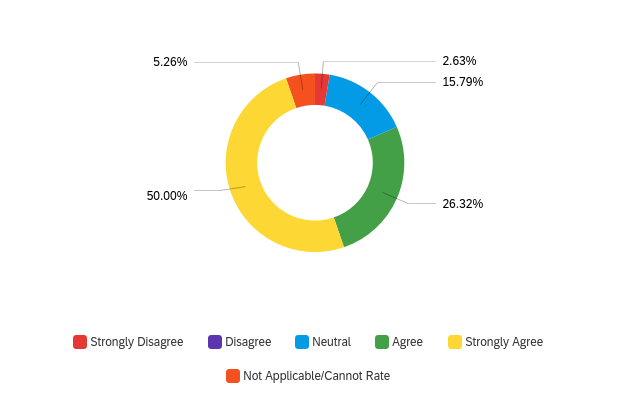 5.26%
2.63%
15.79%
50.00%
26.32%
Strongly Disagree
Disagree
Neutral
Agree
Strongly Agree
Not Applicable/Cannot Rate